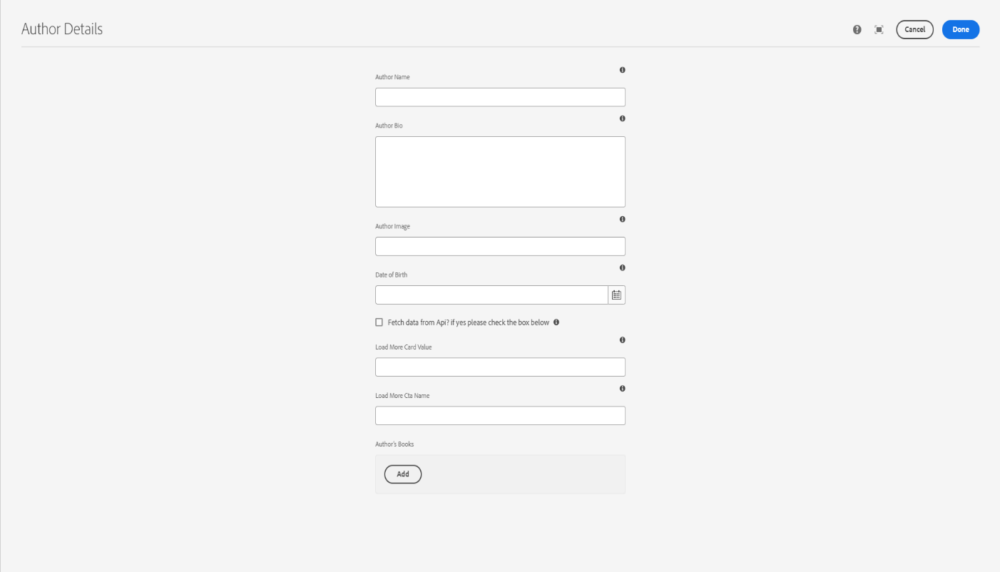 Author Details
Cancel
Done
Author Name
Author Bio
Author Image
Date of Birth
Fetch data from Api? if yes please check the box below
Load More Card Value
Load More Cta Name
Author's Books
Add